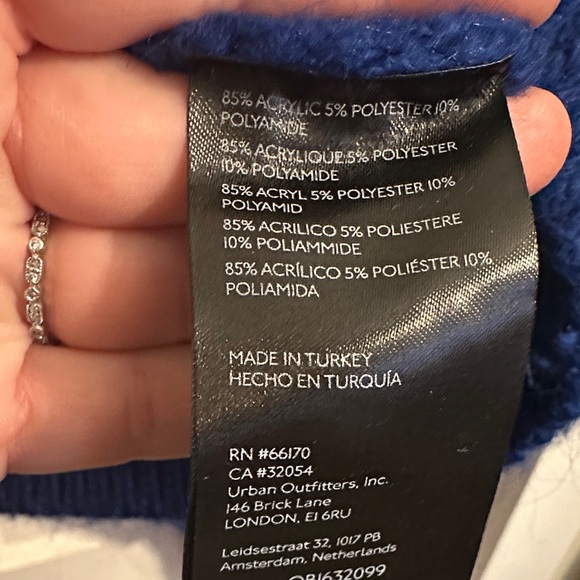 85% ACRYLIC 5% POLYESTER 10%
POLYAMIDE
85% ACRYLIQUE 5% POLYESTER
10% POLYAMIDE
85% ACRYL 5% POLYESTER 10%
POLYAMID
85% ACRILICO 5% POLIESTERE
10% POLIAMMIDE
85% ACRÍLICO 5% POLIÉSTER 10%
POLIAMIDA
MADE IN TURKEY
HECHO EN TURQUÍA
RN #66170
CA #32054
Urban Outfitters, Inc.
146 Brick Lane
LONDON, E1 6RU
Leidsestraat 32, 1017 PB
Amsterdam, Netherlands